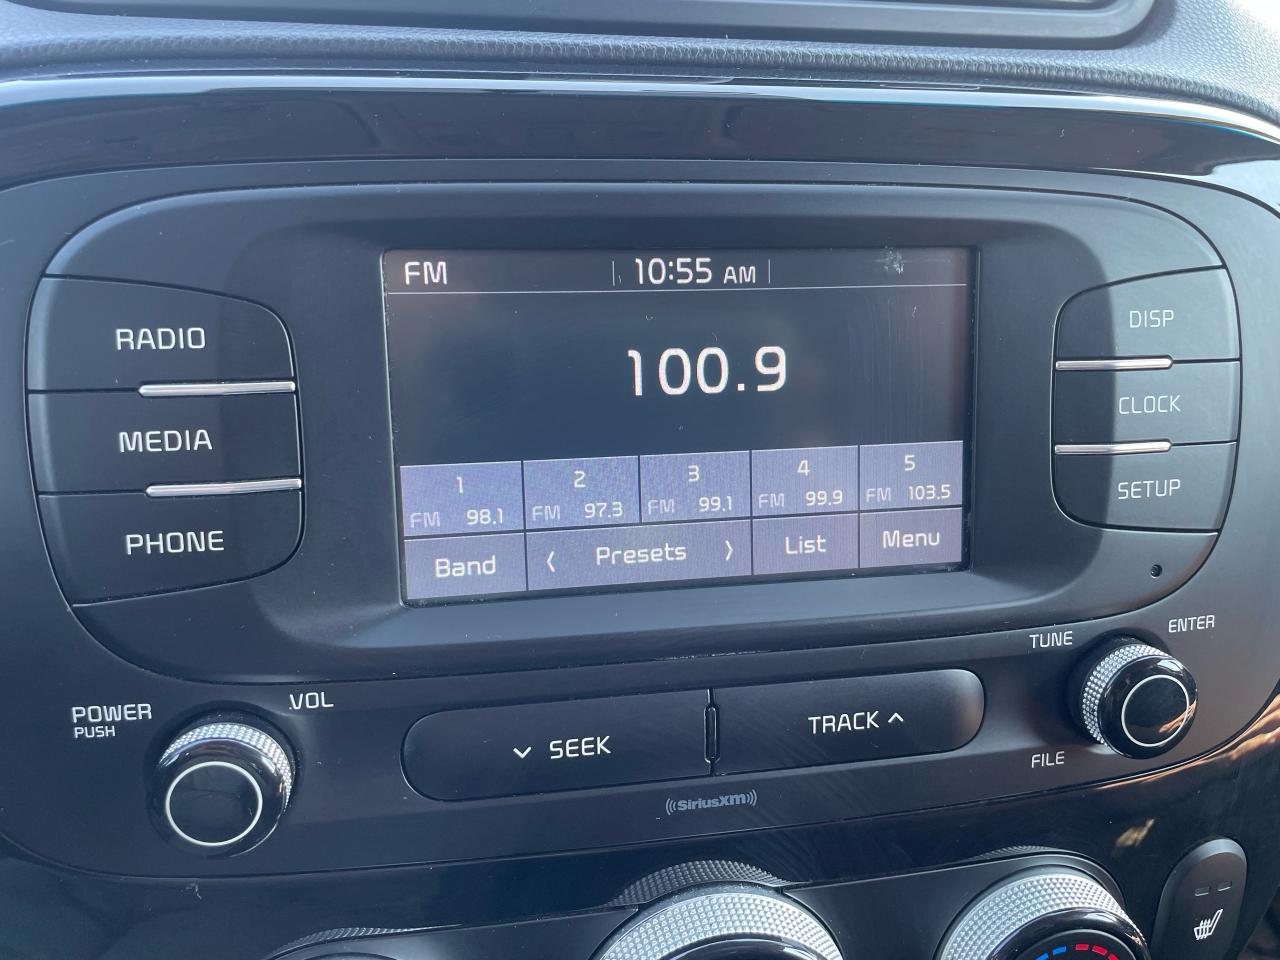 FM
10:55 AM
100.9
1
FM 98.1
2
FM 97.3
3
FM 99.1
4
FM 99.9
5
FM 103.5
Band
< Presets >
List
Menu
RADIO
MEDIA
PHONE
DISP
CLOCK
SETUP
POWER
PUSH
VOL
SEEK
TRACK
TUNE
ENTER
FILE
SiriusXM